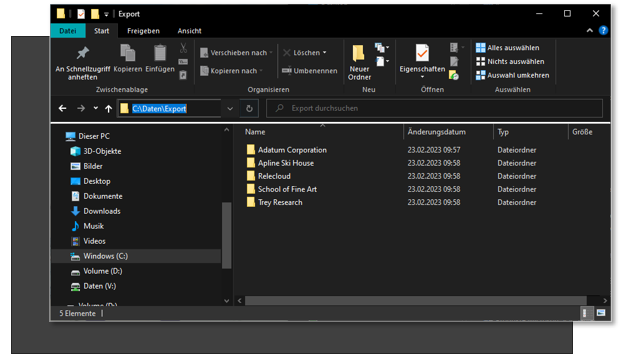 Export
Datei Start Freigeben Ansicht
An Schnellzugriff anheften
Kopieren
Einfügen
Verschieben nach
Kopieren nach
Löschen
Umbenennen
Neuer Ordner
Eigenschaften
Alles auswählen
Nichts auswählen
Auswahl umkehren
Zwischenablage Organisieren Neu Öffnen Auswählen
C:\Daten\Export
Export durchsuchen
Dieser PC
3D-Objekte
Bilder
Desktop
Dokumente
Downloads
Musik
Videos
Windows (C:)
Volume (D:)
Daten (V:)
Volume (D:)
Name Änderungsdatum Typ Größe
Adatum Corporation 23.02.2023 09:57 Dateiordner
Apline Ski House 23.02.2023 09:58 Dateiordner
Relecloud 23.02.2023 09:58 Dateiordner
School of Fine Art 23.02.2023 09:58 Dateiordner
Trey Research 23.02.2023 09:58 Dateiordner
5 Elemente